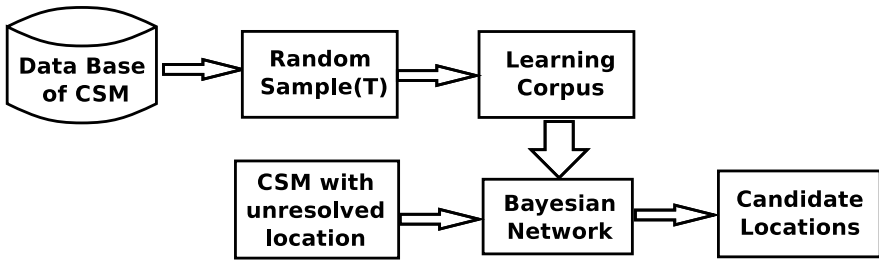 Data Base
of CSM
Random
Sample(T)
Learning
Corpus
CSM with
unresolved
location
Bayesian
Network
Candidate
Locations